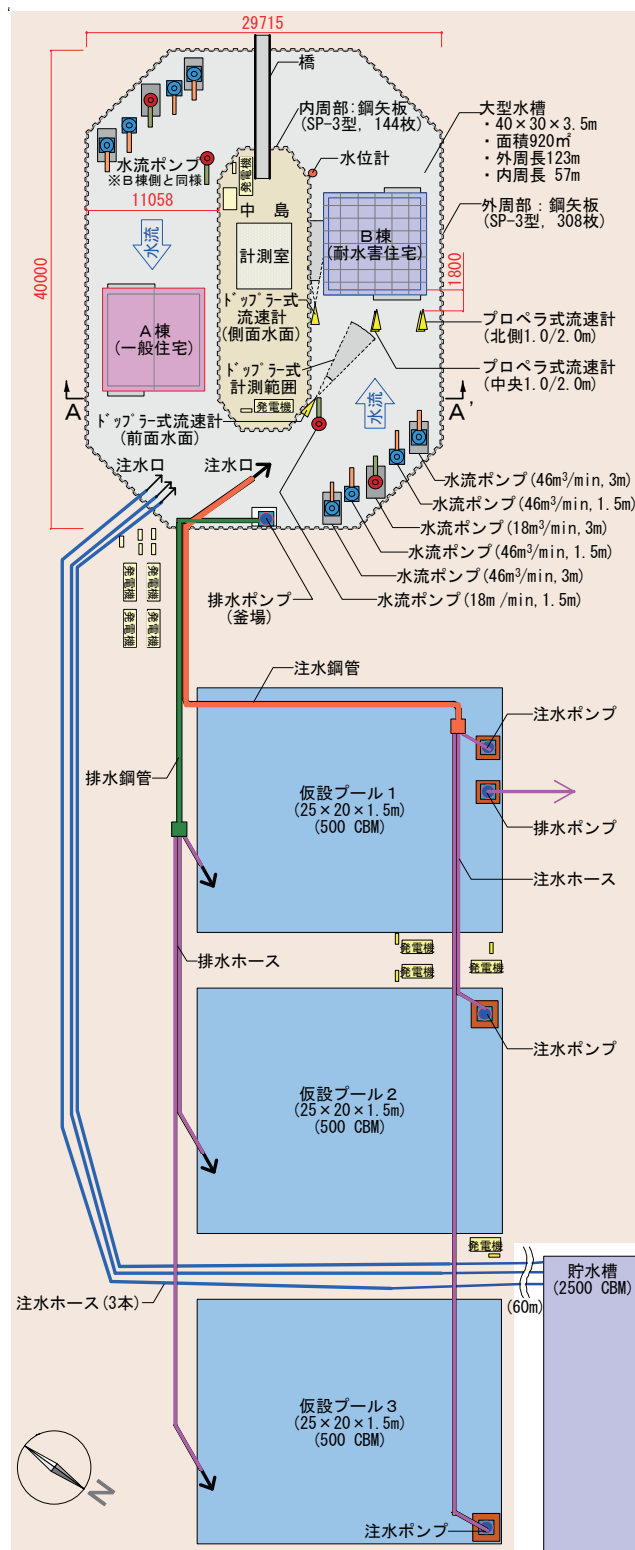 29715
橋
内周部：鋼矢板
(SP-3型, 144枚)
大型水槽
・40×30×3.5m
・面積920㎡
・外周長123m
・内周長 57m
水位計
水流ポンプ
※B棟側と同様
発電機
11058
中 島
計測室
水流
40000
B棟
(耐水害住宅)
外周部：鋼矢板
(SP-3型, 308枚)
1800
A棟
(一般住宅)
ﾄﾞｯﾌﾟﾗｰ式
流速計
(側面水面)
プロペラ式流速計
(北側1.0/2.0m)
ﾄﾞｯﾌﾟﾗｰ式
計測範囲
プロペラ式流速計
(中央1.0/2.0m)
A
A'
発電機
水流
ﾄﾞｯﾌﾟﾗｰ式流速計
(前面水面)
注水口
注水口
水流ポンプ(46m³/min, 3m)
水流ポンプ(46m³/min, 1.5m)
水流ポンプ(18m³/min, 3m)
水流ポンプ(46m³/min, 1.5m)
水流ポンプ(46m³/min, 3m)
水流ポンプ(18m /min, 1.5m)
発電機
発電機
発電機
発電機
排水ポンプ
(釜場)
注水鋼管
注水ポンプ
排水鋼管
仮設プール1
(25×20×1.5m)
(500 CBM)
排水ポンプ
注水ホース
排水ホース
発電機
発電機
発電機
注水ポンプ
仮設プール2
(25×20×1.5m)
(500 CBM)
発電機
貯水槽
(2500 CBM)
注水ホース(3本)
(60m)
仮設プール3
(25×20×1.5m)
(500 CBM)
N
注水ポンプ